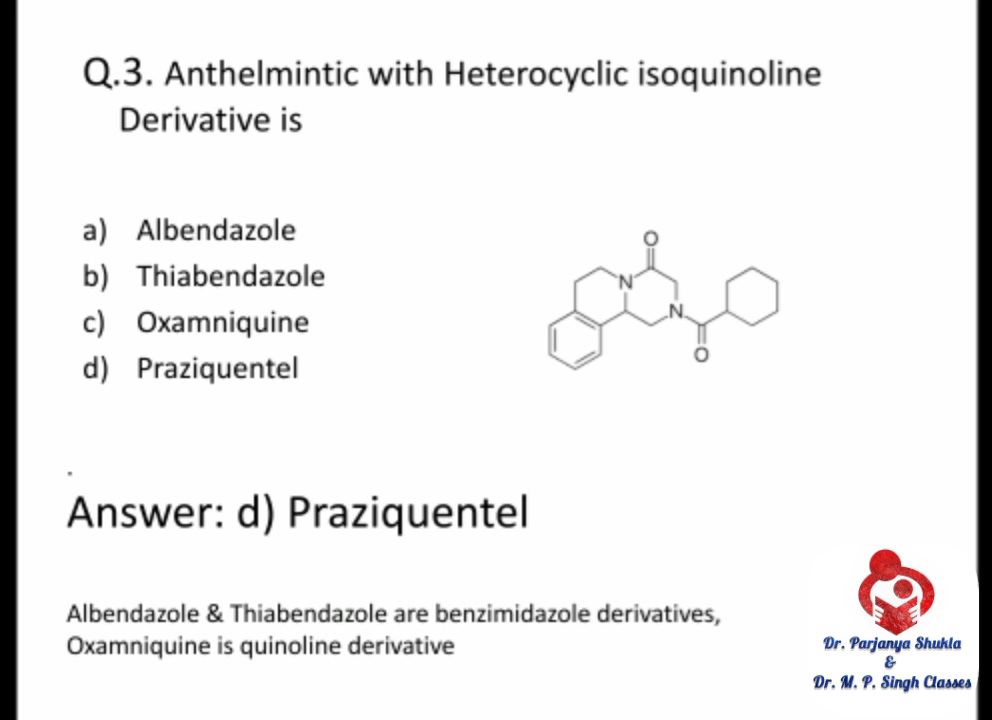 Q.3. Anthelmintic with Heterocyclic isoquinoline
Derivative is
a) Albendazole
b) Thiabendazole
c) Oxamniquine
d) Praziquentel
O
N
N
O
.
Answer: d) Praziquentel
Albendazole & Thiabendazole are benzimidazole derivatives,
Oxamniquine is quinoline derivative
Dr. Parjanya Shukla
&
Dr. M. P. Singh Classes